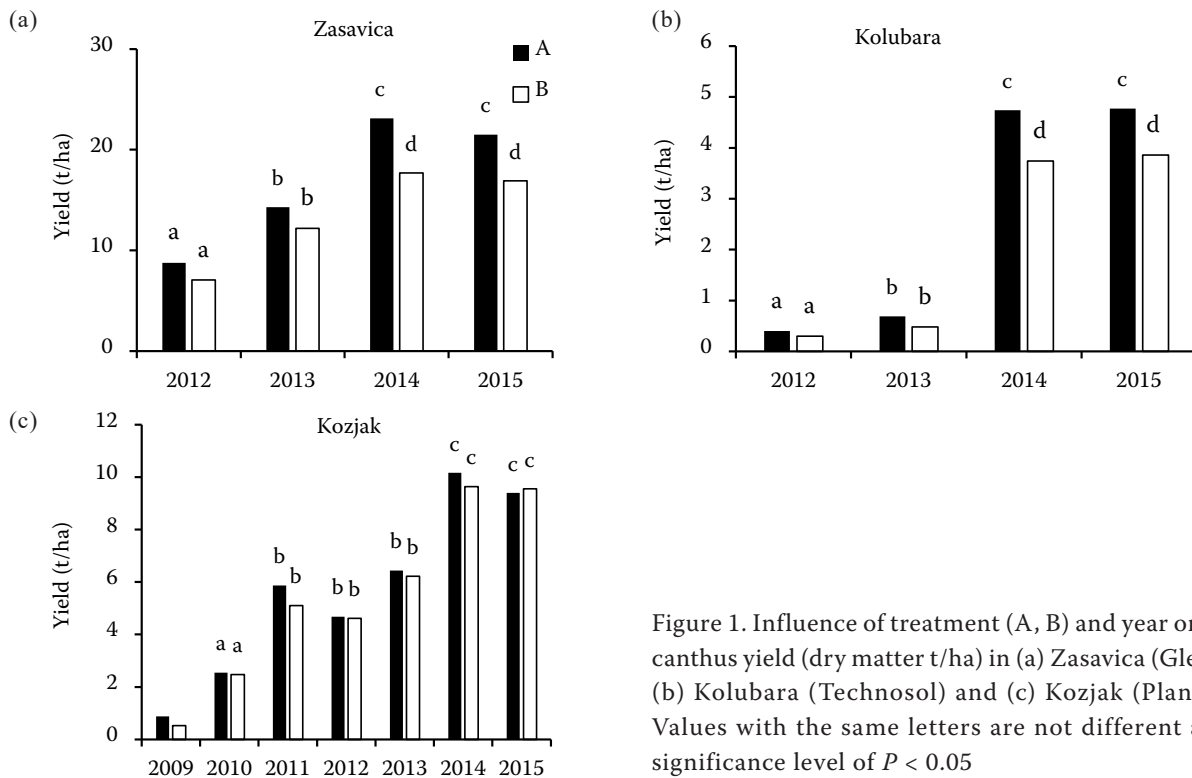 (a)
Zasavica
A
B
Yield (t/ha)
30
20
10
0
a a b b c d c d
2012 2013 2014 2015
(b)
Kolubara
Yield (t/ha)
6
5
4
3
2
1
0
a a b b c d c d
2012 2013 2014 2015
(c)
Kozjak
Yield (t/ha)
12
10
8
6
4
2
0
a a b b b b b b c c c c
2009 2010 2011 2012 2013 2014 2015
Figure 1. Influence of treatment (A, B) and year on
canthus yield (dry matter t/ha) in (a) Zasavica (Gle
(b) Kolubara (Technosol) and (c) Kozjak (Plan
Values with the same letters are not different a
significance level of P < 0.05